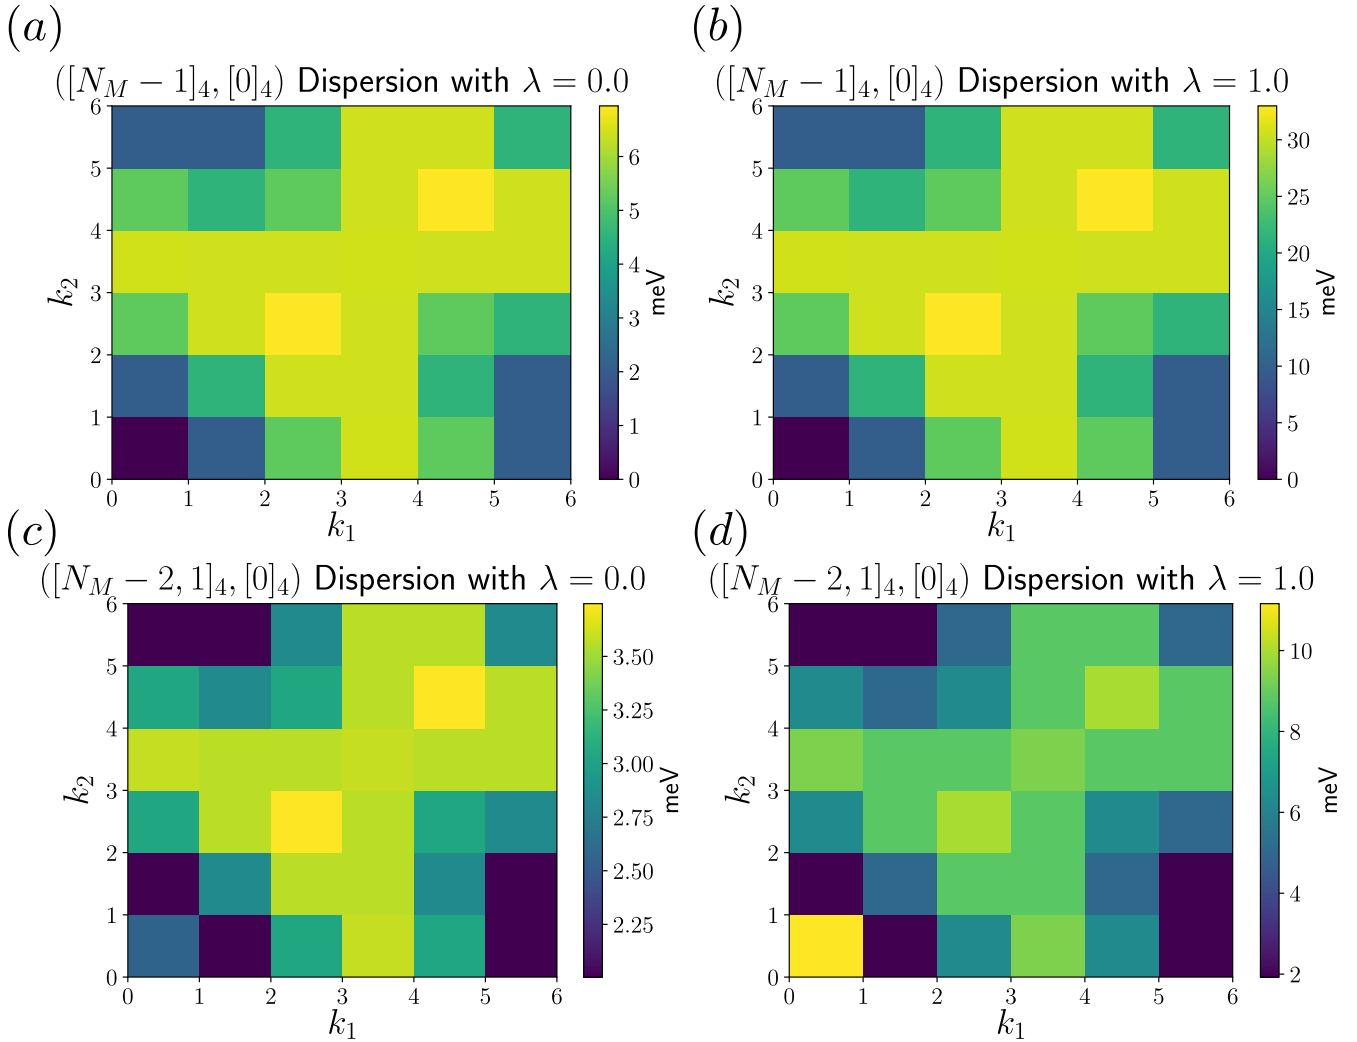 (a)
([N_M − 1]_4, [0]_4) Dispersion with λ = 0.0
6
5
4
3
2
1
0
k_2
0 1 2 3 4 5 6
k_1
6
5
4
3
2
1
0
meV
(b)
([N_M − 1]_4, [0]_4) Dispersion with λ = 1.0
6
5
4
3
2
1
0
k_2
0 1 2 3 4 5 6
k_1
30
25
20
15
10
5
0
meV
(c)
([N_M − 2, 1]_4, [0]_4) Dispersion with λ = 0.0
6
5
4
3
2
1
0
k_2
0 1 2 3 4 5 6
k_1
3.50
3.25
3.00
2.75
2.50
2.25
meV
(d)
([N_M − 2, 1]_4, [0]_4) Dispersion with λ = 1.0
6
5
4
3
2
1
0
k_2
0 1 2 3 4 5 6
k_1
10
8
6
4
2
meV